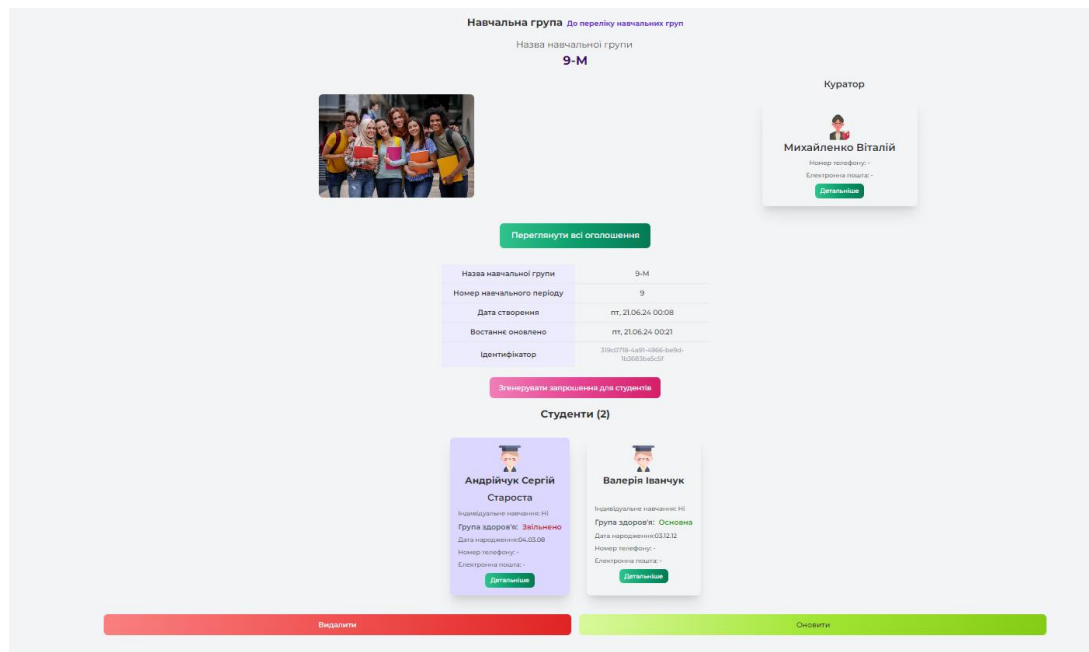 Навчальна група До переліку навчальних груп
Назва навчальної групи
9-М
Куратор
Михайленко Віталій
Номер телефону: -
Електронна пошта: -
Детальніше
Переглянути всі оголошення
Назва навчальної групи 9-М
Номер навчального періоду 9
Дата створення пт, 21.06.24 00:08
Востаннє оновлено пт, 21.06.24 00:21
Ідентифікатор
Згенерувати запрошення для студентів
Студенти (2)
Андрійчук Сергій
Староста
Індивідуальне навчання: Ні
Група здоров'я: Звільнено
Дата народження:04.03.08
Номер телефону: -
Електронна пошта: -
Детальніше
Валерія Іванчук
Індивідуальне навчання: Ні
Група здоров'я: Основна
Дата народження:03.12.12
Номер телефону: -
Електронна пошта: -
Детальніше
Видалити
Оновити